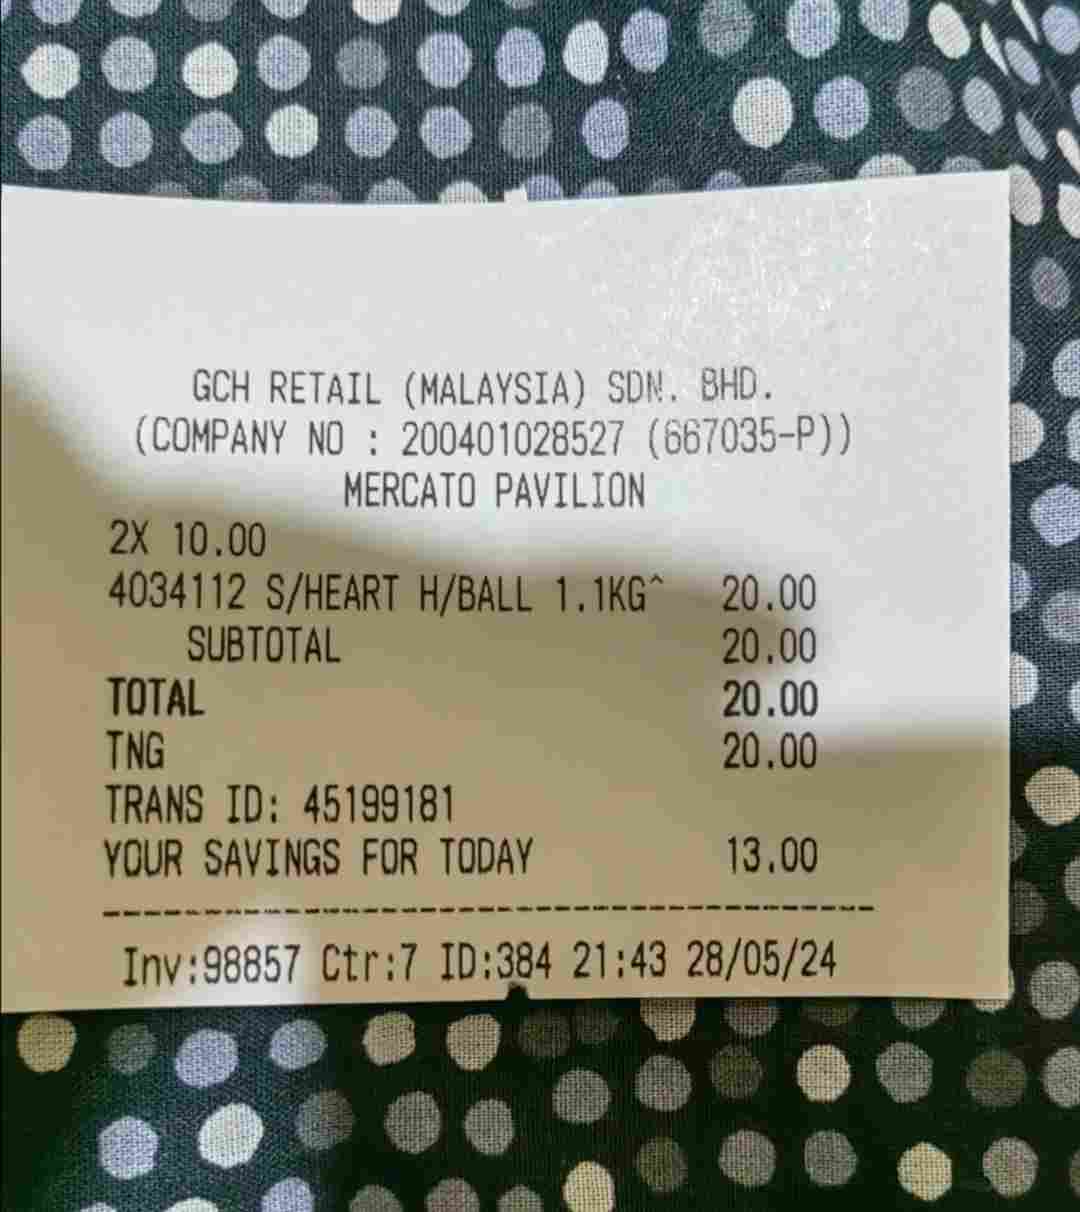 GCH RETAIL (MALAYSIA) SDN. BHD.
(COMPANY NO : 200401028527 (667035-P))
MERCATO PAVILION
2X 10.00
4034112 S/HEART H/BALL 1.1KG^ 20.00
SUBTOTAL 20.00
TOTAL 20.00
TNG 20.00
TRANS ID: 45199181
YOUR SAVINGS FOR TODAY 13.00
Inv:98857 Ctr:7 ID:384 21:43 28/05/24